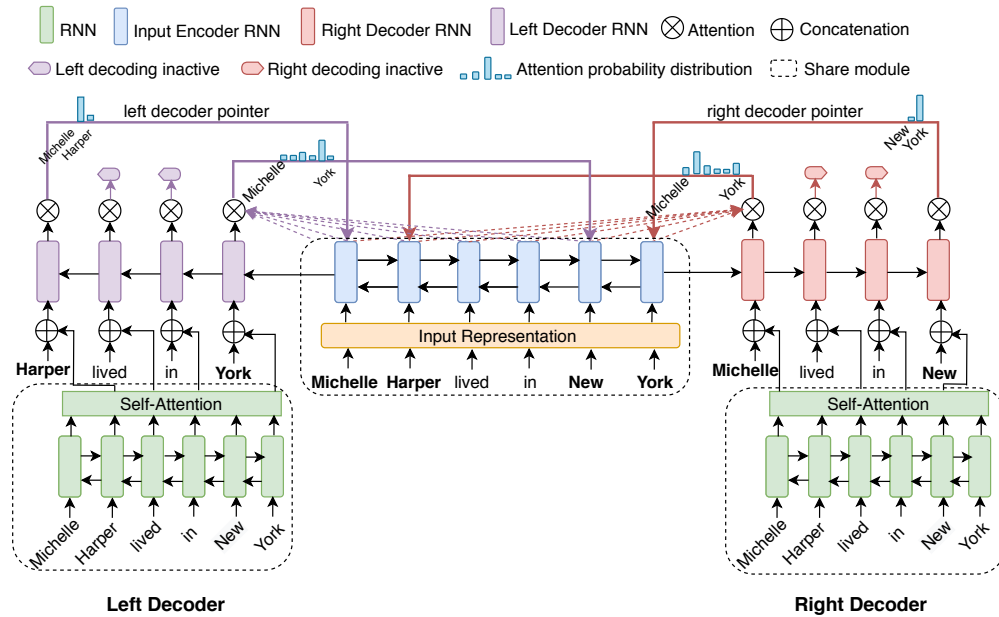 RNN Input Encoder RNN Right Decoder RNN Left Decoder RNN Attention Concatenation
Left decoding inactive Right decoding inactive Attention probability distribution Share module
left decoder pointer right decoder pointer
Michelle Harper
Michelle York
Michelle York
New York
Input Representation
Harper lived in York
Michelle Harper lived in New York
Michelle lived in New
Self-Attention Self-Attention
Michelle Harper lived in New York
Michelle Harper lived in New York
Left Decoder Right Decoder